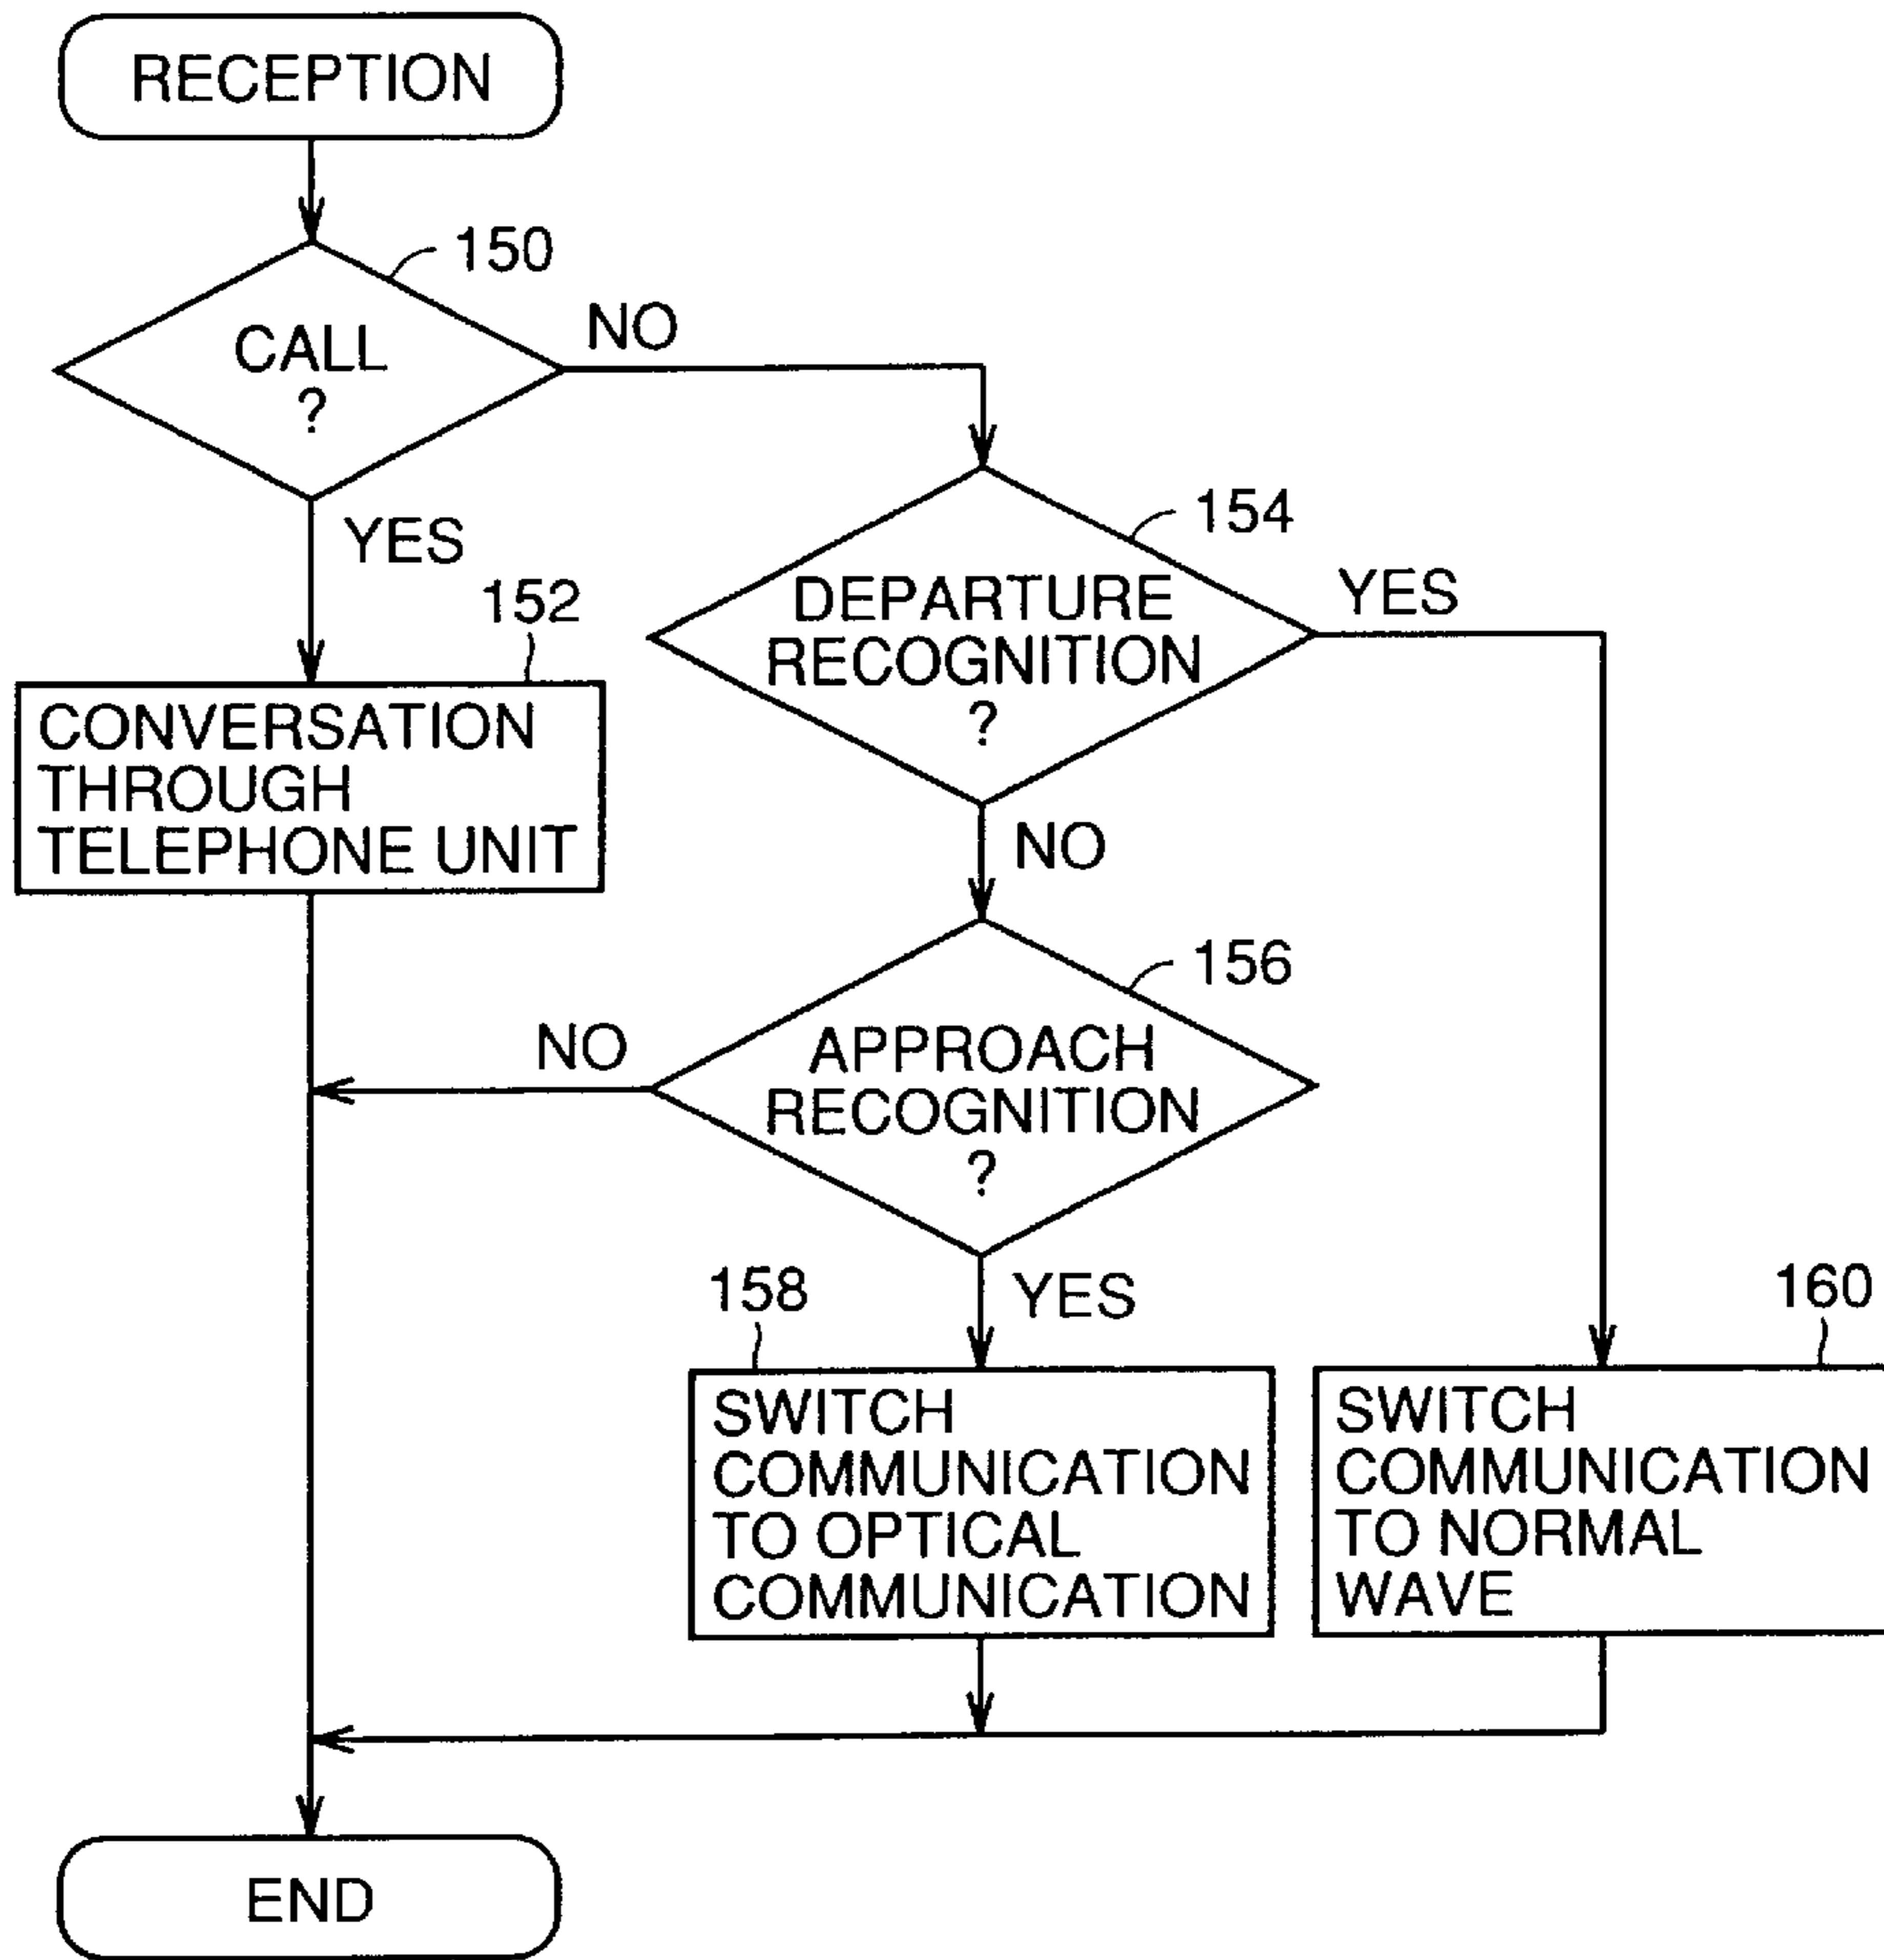 RECEPTION
150
CALL
?
NO
YES
154
DEPARTURE
RECOGNITION
?
YES
152
CONVERSATION
THROUGH
TELEPHONE UNIT
NO
156
APPROACH
RECOGNITION
?
NO
YES
158
SWITCH
COMMUNICATION
TO OPTICAL
COMMUNICATION
160
SWITCH
COMMUNICATION
TO NORMAL
WAVE
END